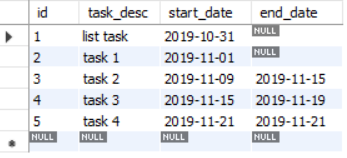 id task_desc start_date end_date
1 list task 2019-10-31 NULL
2 task 1 2019-11-01 NULL
3 task 2 2019-11-09 2019-11-15
4 task 3 2019-11-15 2019-11-19
5 task 4 2019-11-21 2019-11-21
NULL NULL NULL NULL